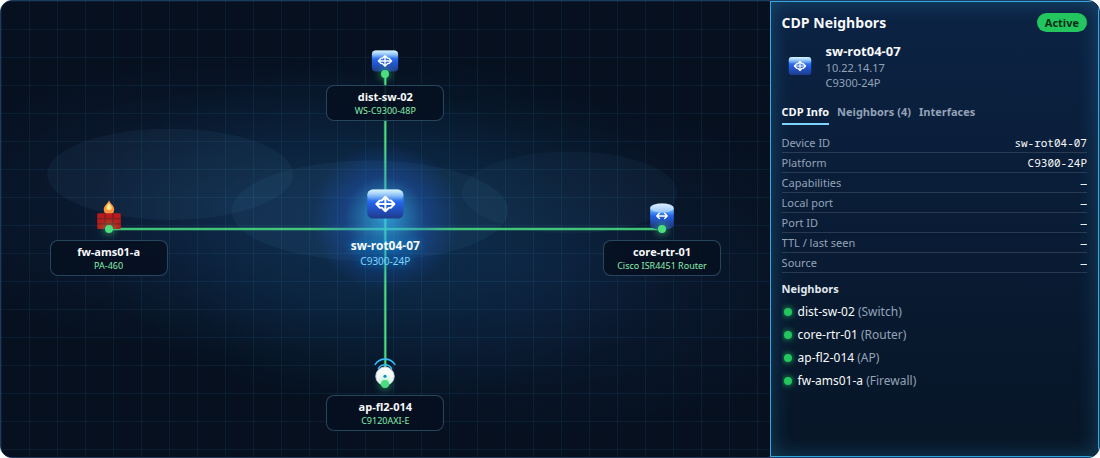 dist-sw-02
WS-C9300-48P
fw-ams01-a
PA-460
sw-rot04-07
C9300-24P
core-rtr-01
Cisco ISR4451 Router
ap-fl2-014
C9120AXI-E
CDP Neighbors
Active
sw-rot04-07
10.22.14.17
C9300-24P
CDP Info Neighbors (4) Interfaces
Device ID sw-rot04-07
Platform C9300-24P
Capabilities —
Local port —
Port ID —
TTL / last seen —
Source —
Neighbors
dist-sw-02 (Switch)
core-rtr-01 (Router)
ap-fl2-014 (AP)
fw-ams01-a (Firewall)